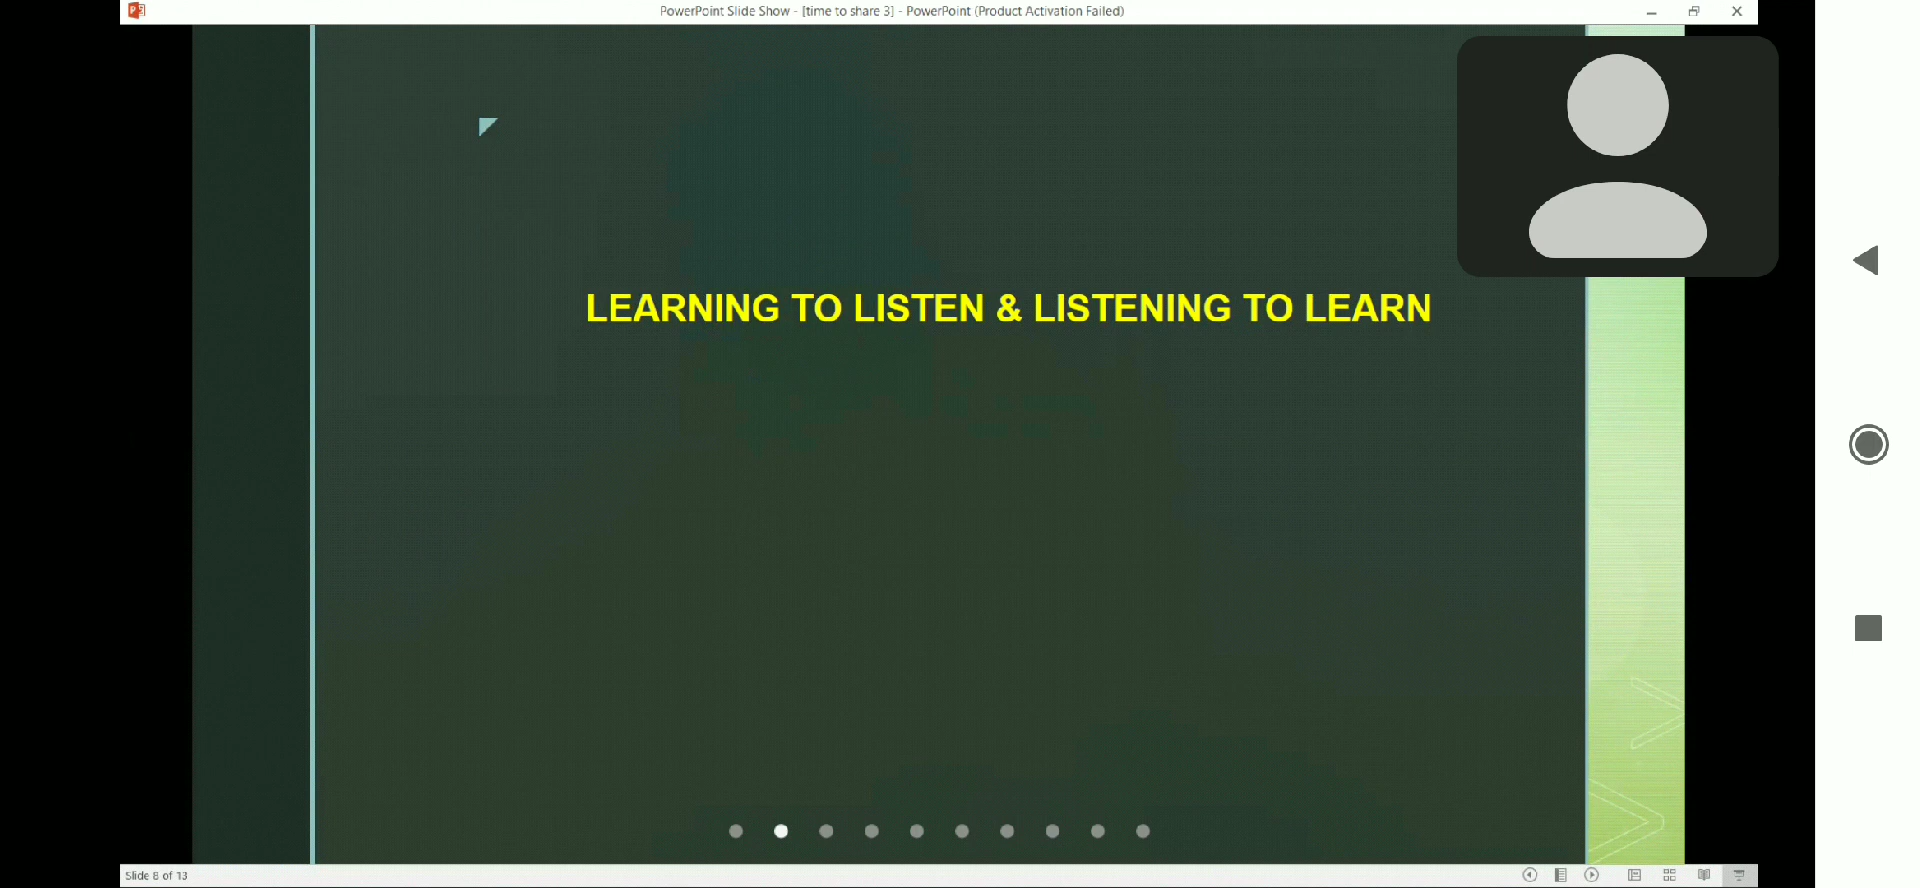 PowerPoint Slide Show - [time to share 3] - PowerPoint (Product Activation Failed)
LEARNING TO LISTEN & LISTENING TO LEARN
Slide 8 of 13